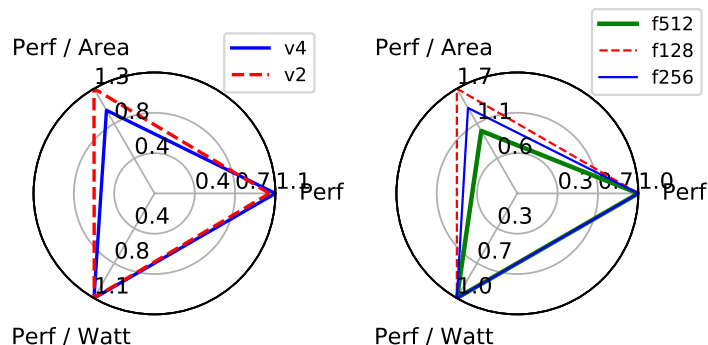 Perf / Area
v4
v2
1.3
0.8
0.4
0.4 0.7 1.1
Perf
0.4
0.8
1.1
Perf / Watt
Perf / Area
f512
f128
f256
1.7
1.1
0.6
0.3 0.7 1.0
Perf
0.3
0.7
1.0
Perf / Watt